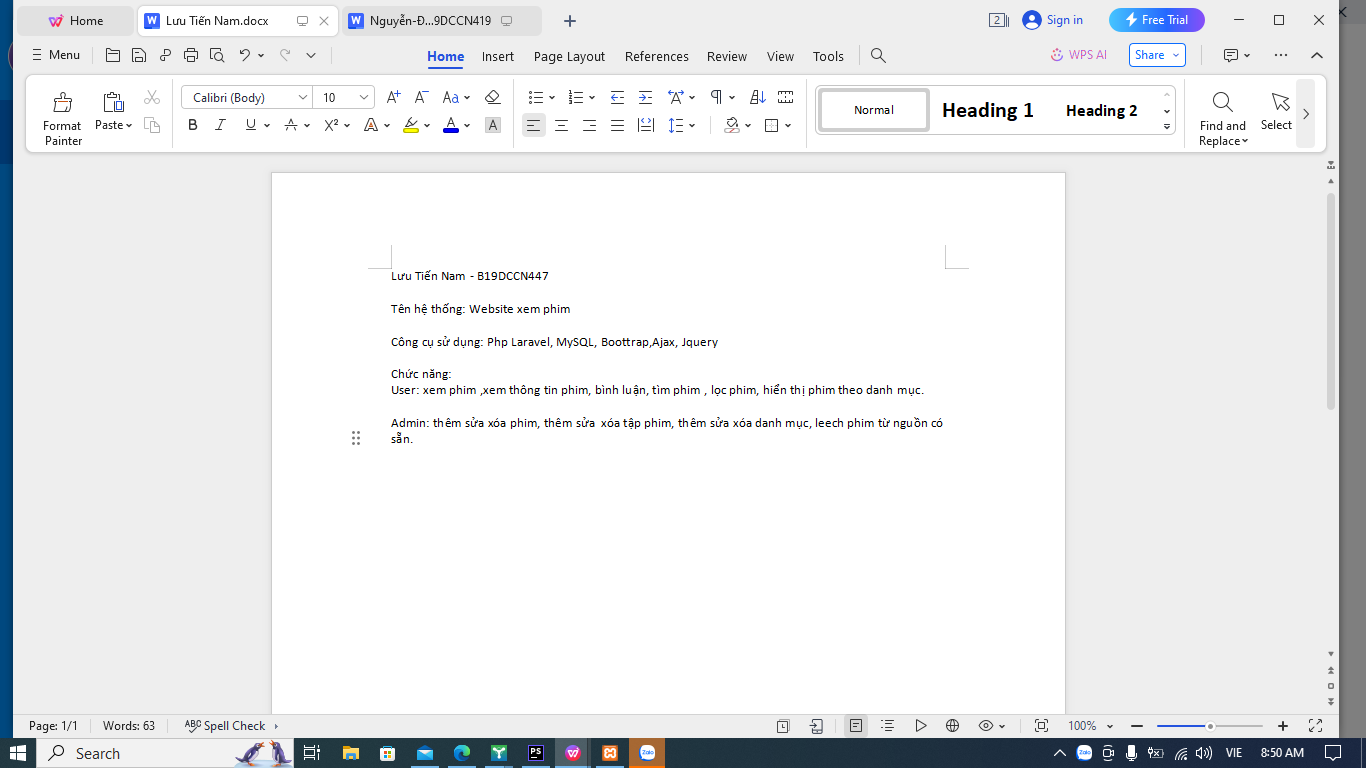 Home
Lưu Tiến Nam.docx
Nguyễn-Đ...9DCCN419
2
Sign in
Free Trial
Menu
Home
Insert
Page Layout
References
Review
View
Tools
WPS AI
Share
Format Painter
Paste
Calibri (Body)
10
Normal
Heading 1
Heading 2
Find and Replace
Select
Lưu Tiến Nam - B19DCCN447
Tên hệ thống: Website xem phim
Công cụ sử dụng: Php Laravel, MySQL, Boottrap,Ajax, Jquery
Chức năng:
User: xem phim ,xem thông tin phim, bình luận, tìm phim , lọc phim, hiển thị phim theo danh mục.
Admin: thêm sửa xóa phim, thêm sửa  xóa tập phim, thêm sửa xóa danh mục, leech phim từ nguồn có
sẵn.
Page: 1/1
Words: 63
Spell Check
100%
Search
VIE
8:50 AM